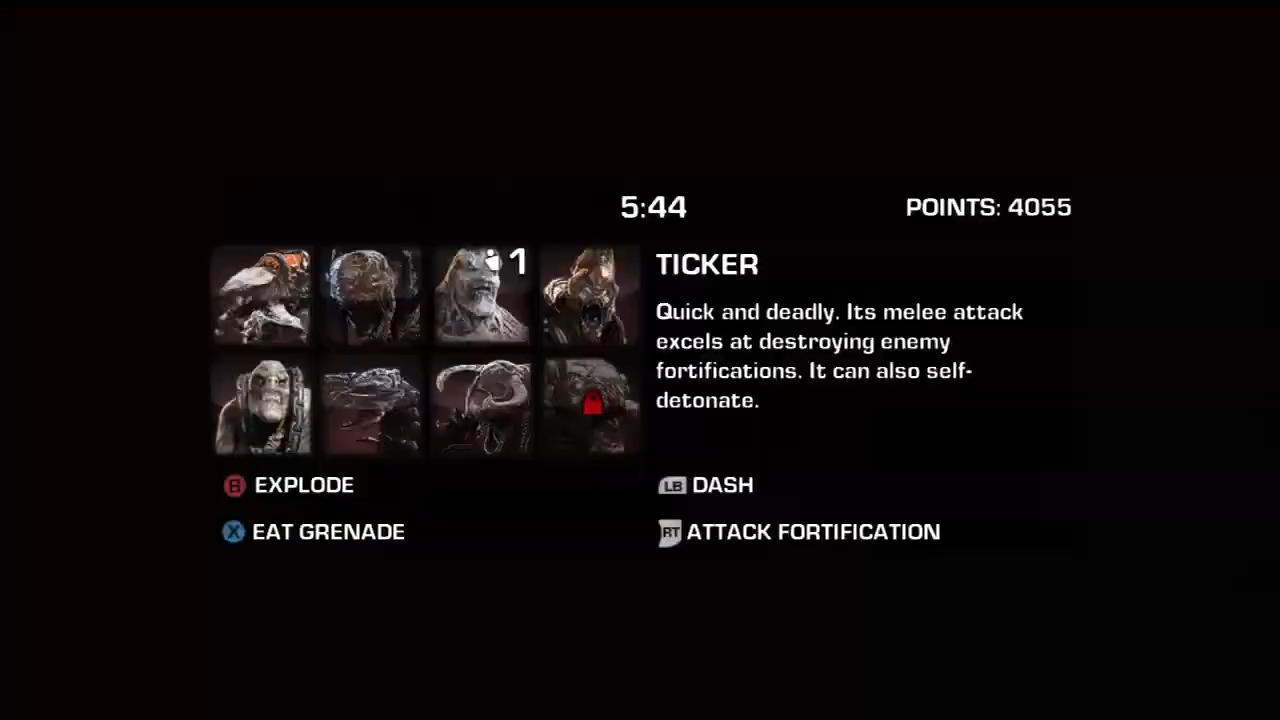 5:44
POINTS: 4055
1
TICKER
Quick and deadly. Its melee attack
excels at destroying enemy
fortifications. It can also self-
detonate.
B EXPLODE
LB DASH
X EAT GRENADE
RT ATTACK FORTIFICATION